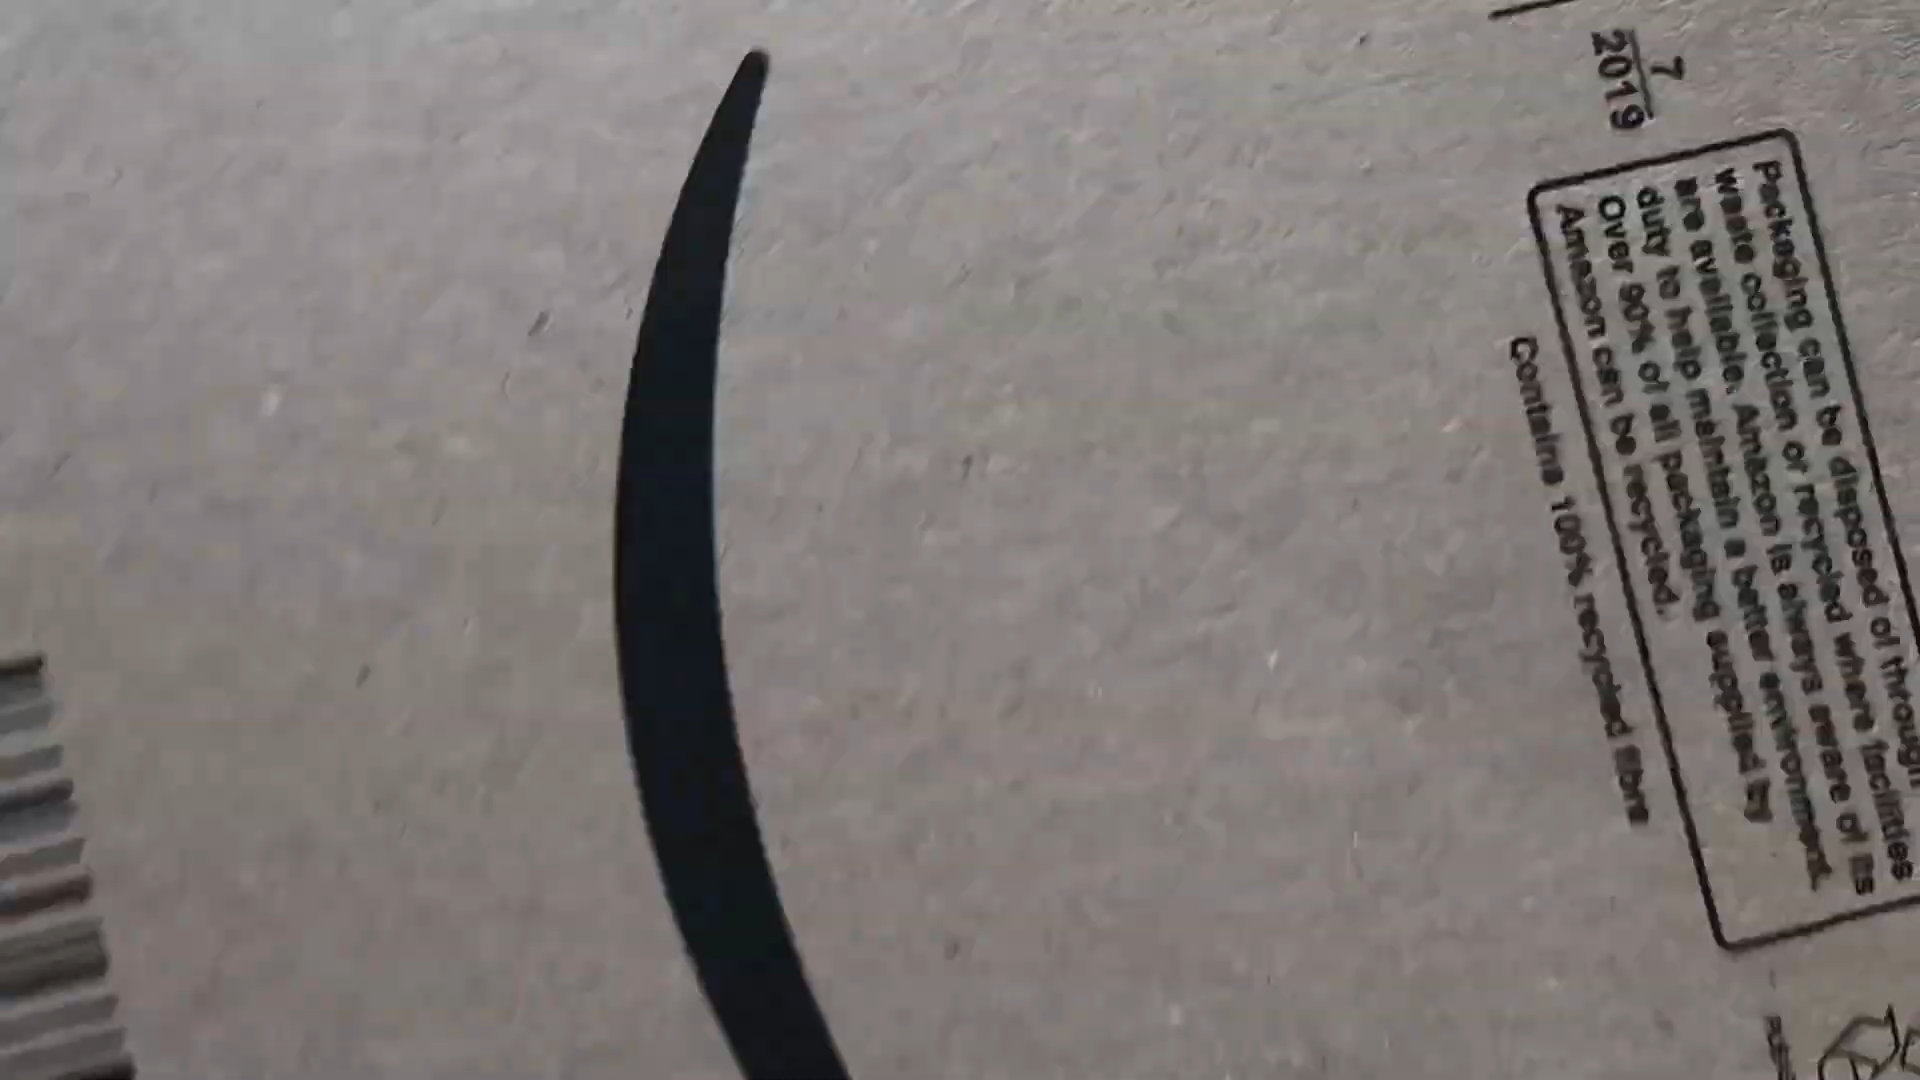 7
2019
Packaging can be disposed of through
waste collection or recycled where facilities
are available. Amazon is always aware of its
duty to help maintain a better environment.
Over 90% of all packaging supplied by
Amazon can be recycled.
Contains 100% recycled fibre